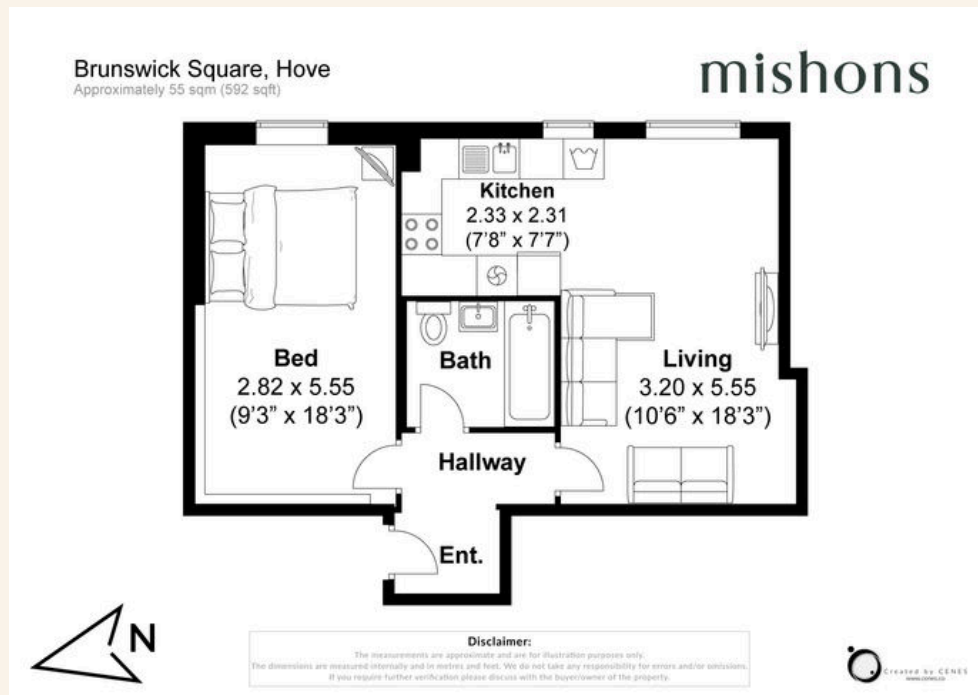 Brunswick Square, Hove
Approximately 55 sqm (592 sqft)
mishons
Kitchen
2.33 x 2.31
(7'8" x 7'7")
Bed
2.82 x 5.55
(9'3" x 18'3")
Bath
Living
3.20 x 5.55
(10'6" x 18'3")
Hallway
Ent.
N
Disclaimer:
The measurements are approximate and are for illustration purposes only.
The dimensions are measured internally and in metres and feet. We do not take any responsibility for errors and/or omissions.
If you require further verification please discuss with the buyer/owner of the property.
Created by CENES
www.cenes.co